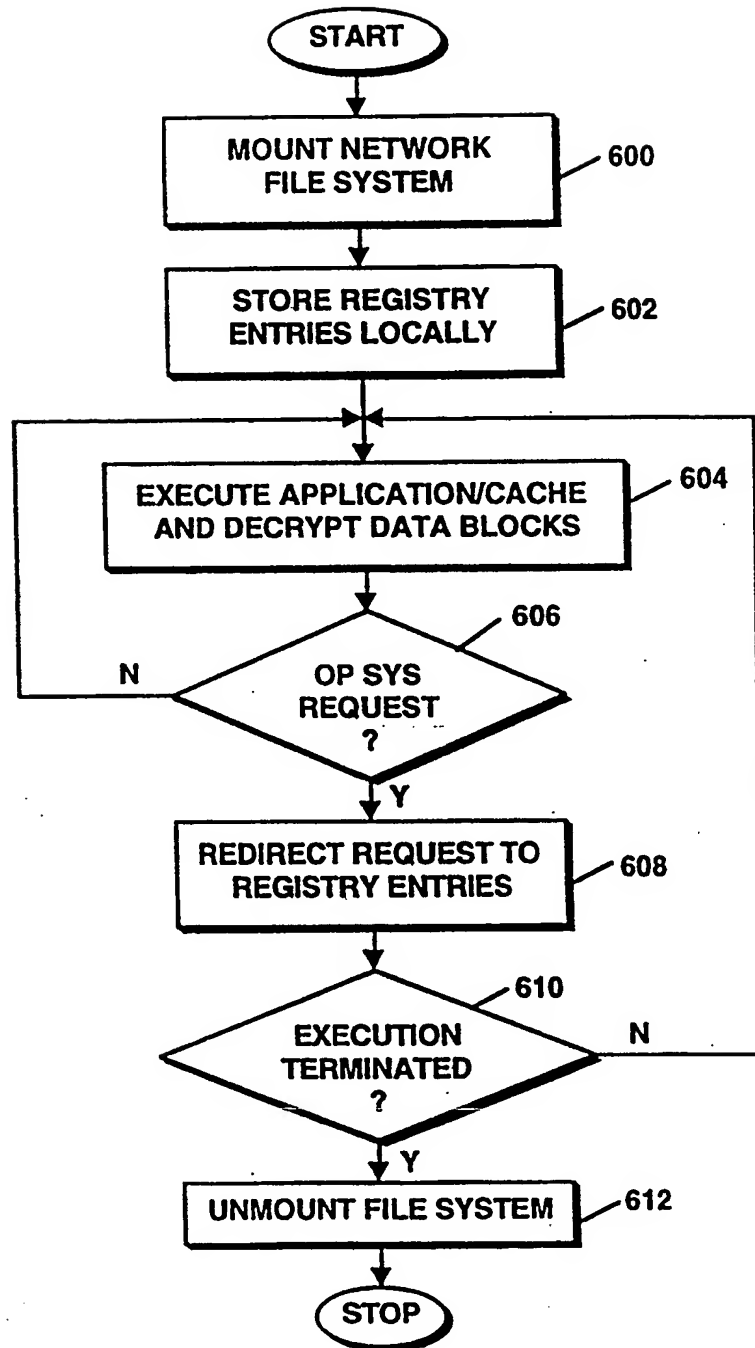 START
MOUNT NETWORK
FILE SYSTEM
600
STORE REGISTRY
ENTRIES LOCALLY
602
EXECUTE APPLICATION/CACHE
AND DECRYPT DATA BLOCKS
604
606
N
OP SYS
REQUEST
?
Y
REDIRECT REQUEST TO
REGISTRY ENTRIES
608
610
EXECUTION
TERMINATED
?
N
Y
UNMOUNT FILE SYSTEM
612
STOP